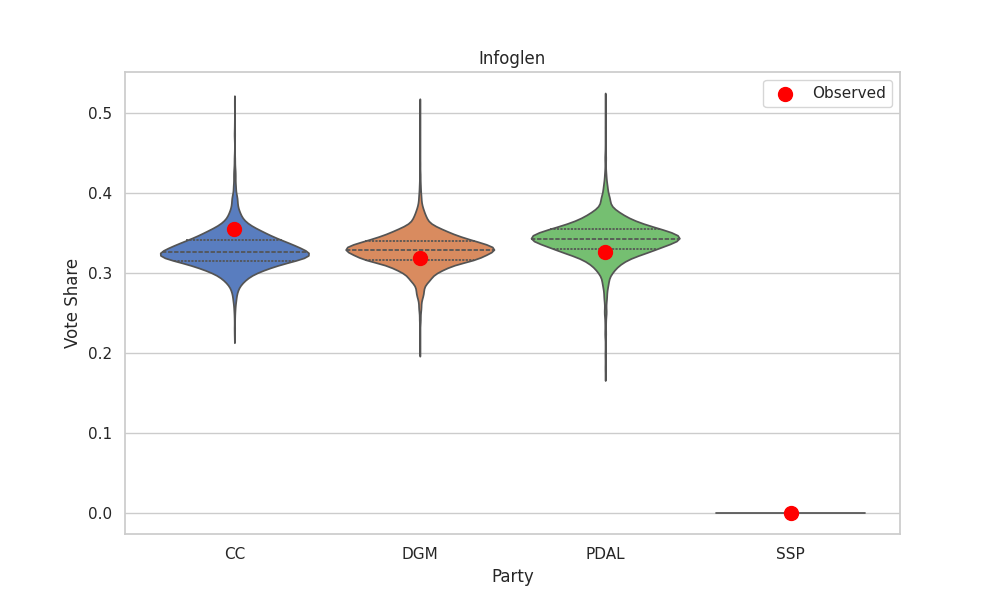 Infoglen
Observed
Vote Share
0.5
0.4
0.3
0.2
0.1
0.0
CC
DGM
PDAL
SSP
Party